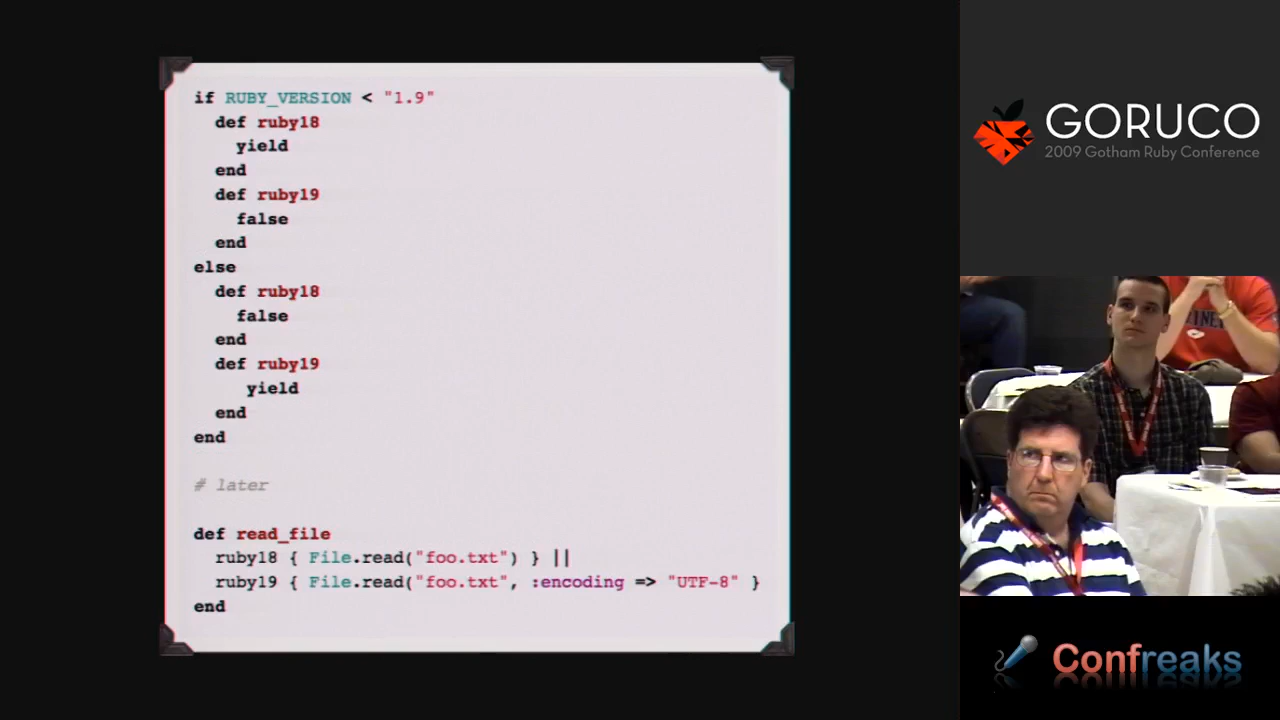 if RUBY_VERSION < "1.9"
  def ruby18
    yield
  end
  def ruby19
    false
  end
else
  def ruby18
    false
  end
  def ruby19
     yield
  end
end

# later

def read_file
  ruby18 { File.read("foo.txt") } ||
  ruby19 { File.read("foo.txt", :encoding => "UTF-8" }
end
GORUCO
2009 Gotham Ruby Conference
Confreaks